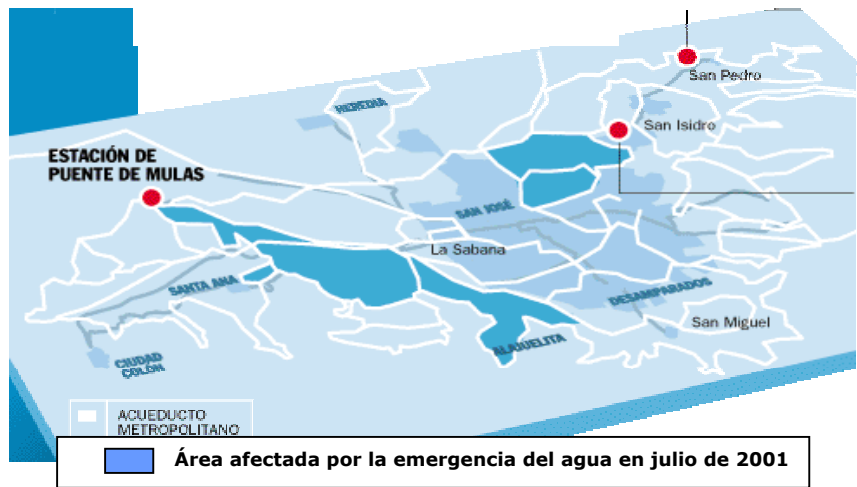 San Pedro
HEREDIA
San Isidro
ESTACIÓN DE
PUENTE DE MULAS
SAN JOSÉ
La Sabana
SANTA ANA
DESAMPARADOS
San Miguel
ALAJUELITA
CIUDAD
COLÓN
ACUEDUCTO
METROPOLITANO
Área afectada por la emergencia del agua en julio de 2001